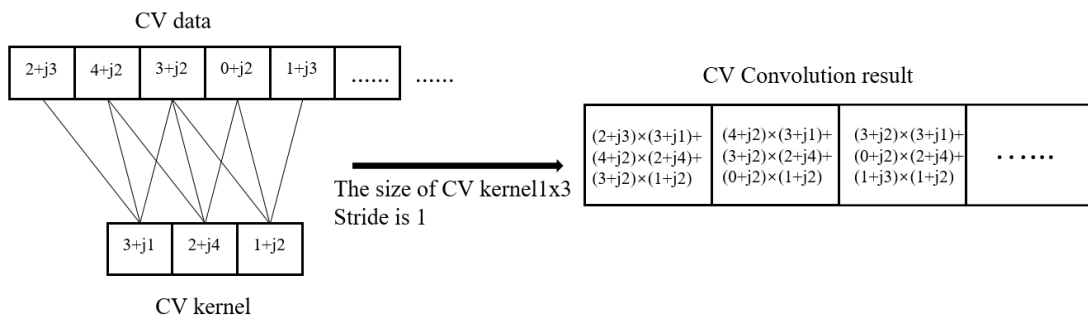 CV data
2+j3 4+j2 3+j2 0+j2 1+j3 ...... ......
CV Convolution result
(2+j3)×(3+j1)+ (4+j2)×(3+j1)+ (3+j2)×(3+j1)+
(4+j2)×(2+j4)+ (3+j2)×(2+j4)+ (0+j2)×(2+j4)+ ......
(3+j2)×(1+j2) (0+j2)×(1+j2) (1+j3)×(1+j2)
The size of CV kernel1x3
Stride is 1
3+j1 2+j4 1+j2
CV kernel